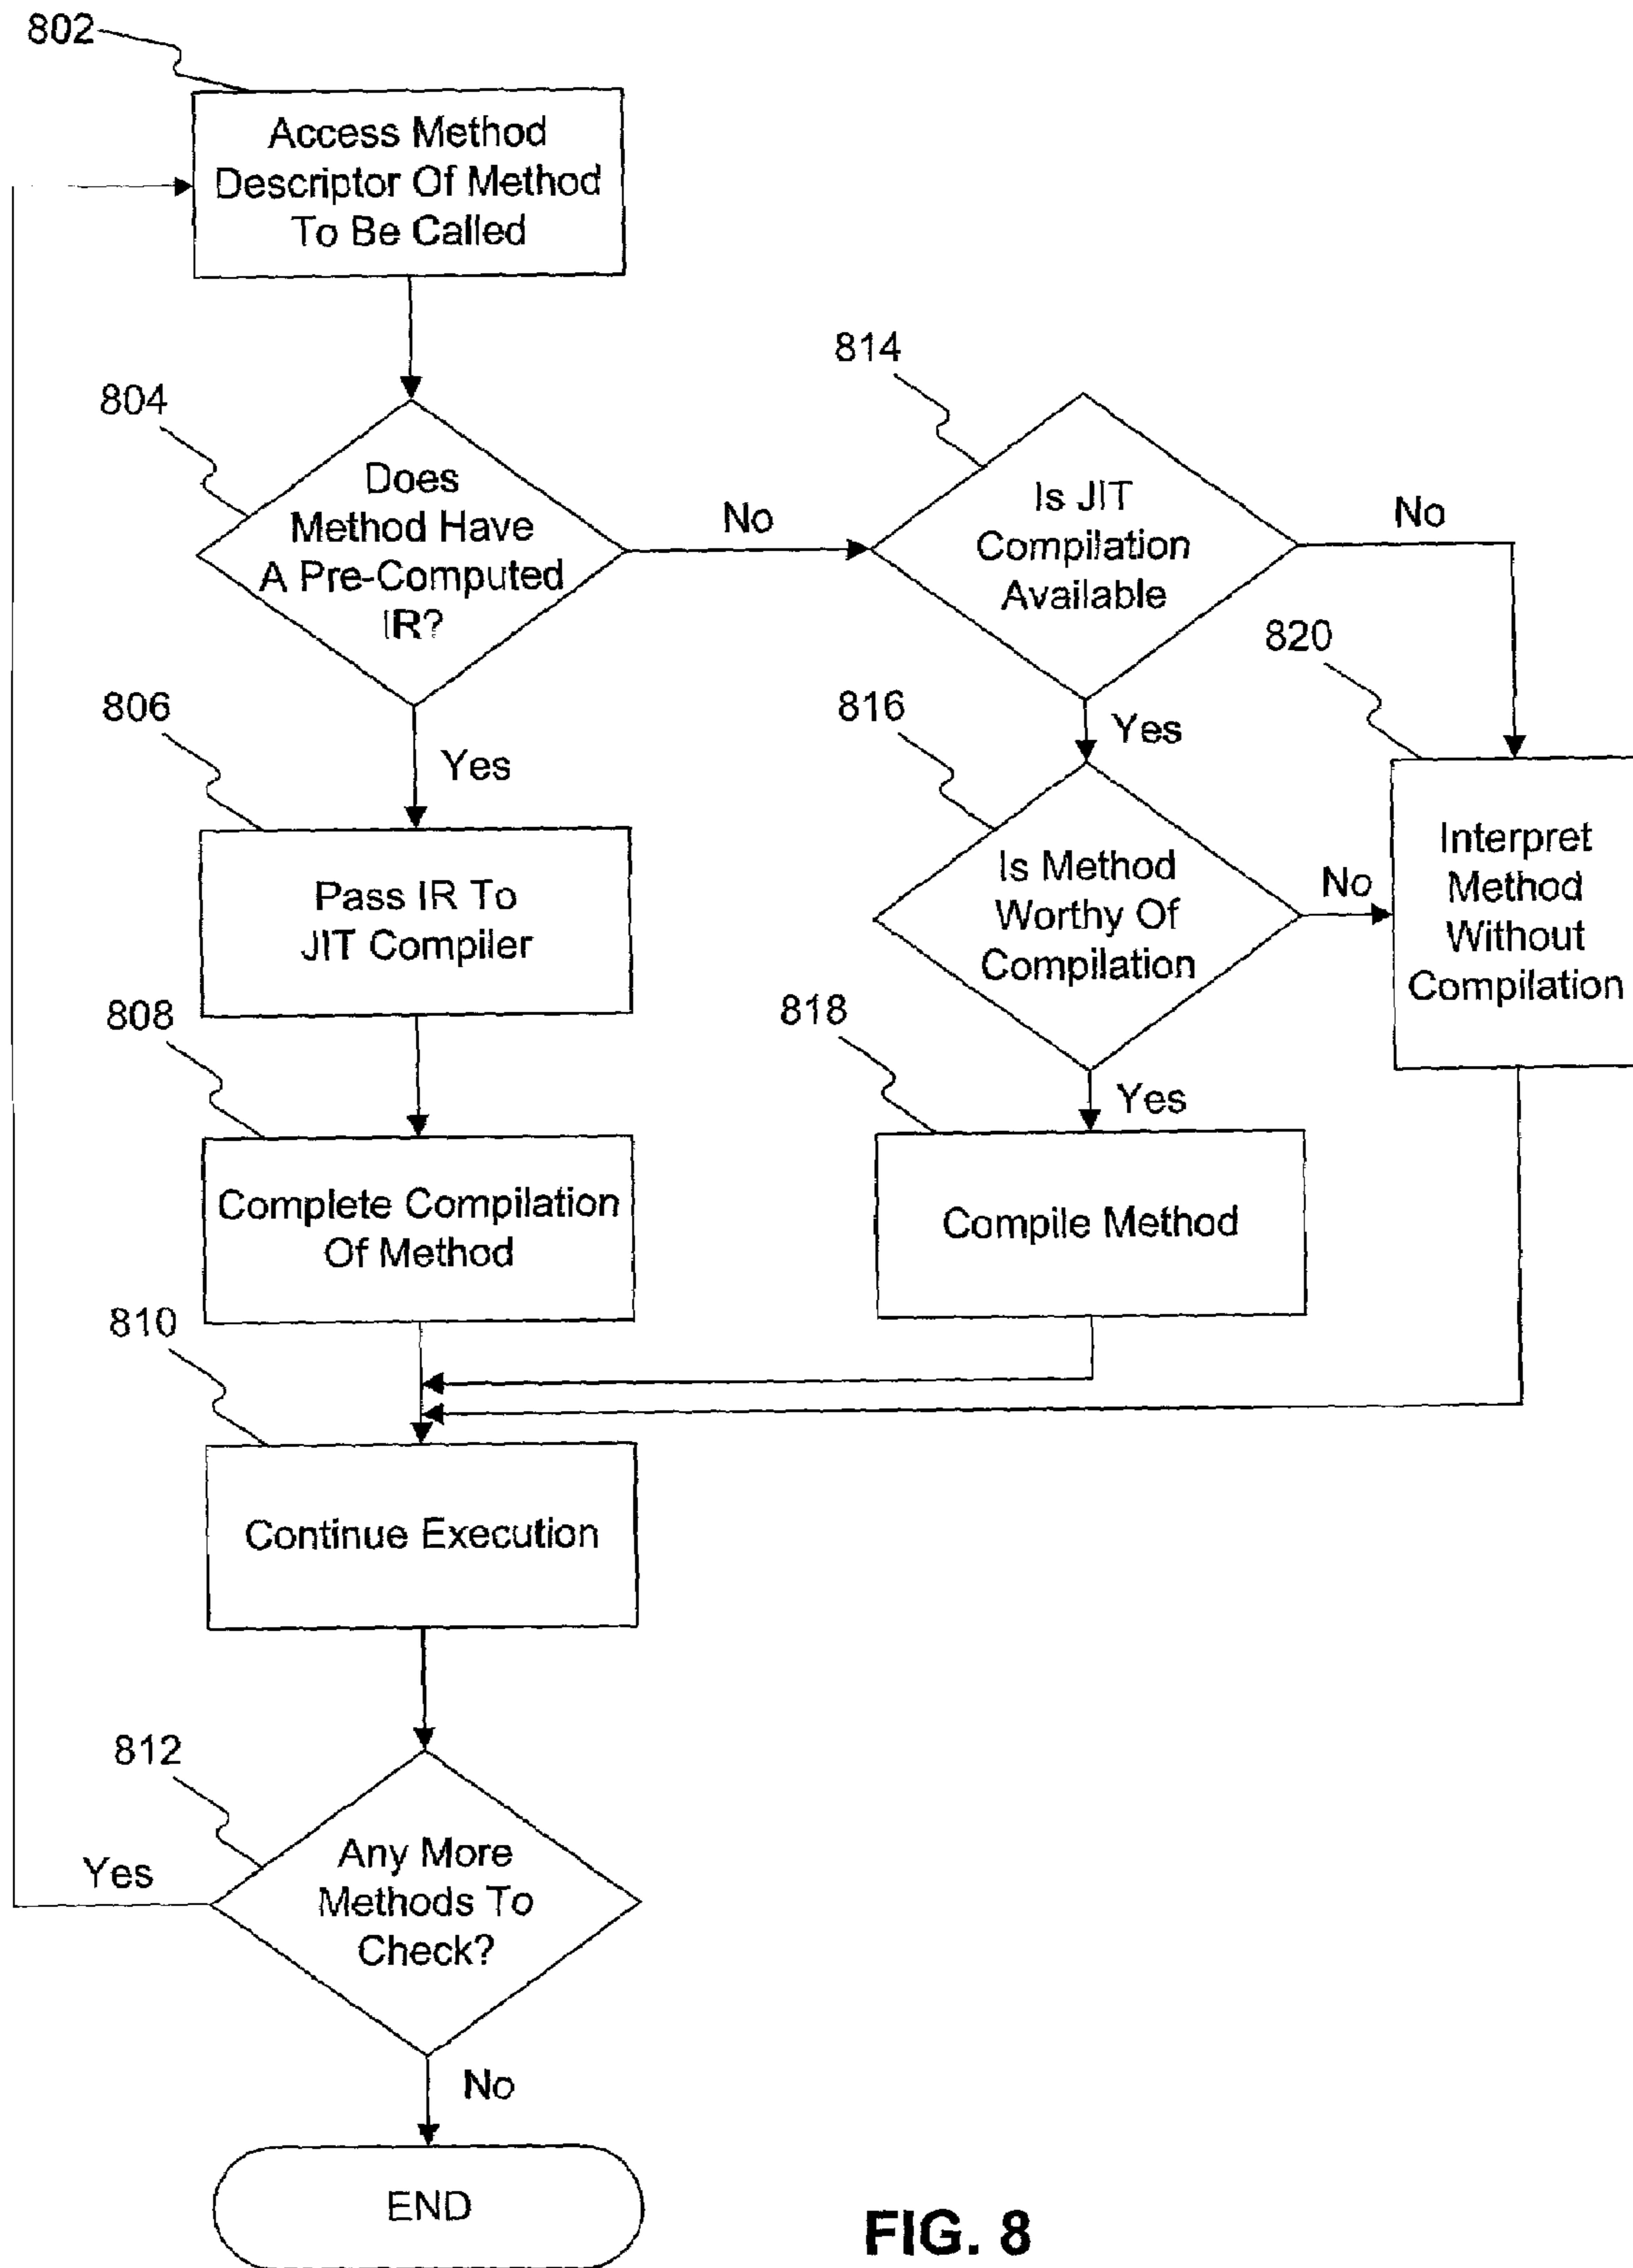 802
Access Method
Descriptor Of Method
To Be Called
804
Does
Method Have
A Pre-Computed
IR?
No
Yes
814
Is JIT
Compilation
Available
No
Yes
806
Pass IR To
JIT Compiler
816
Is Method
Worthy Of
Compilation
No
Yes
820
Interpret
Method
Without
Compilation
808
Complete Compilation
Of Method
818
Compile Method
810
Continue Execution
812
Any More
Methods To
Check?
Yes
No
END
FIG. 8